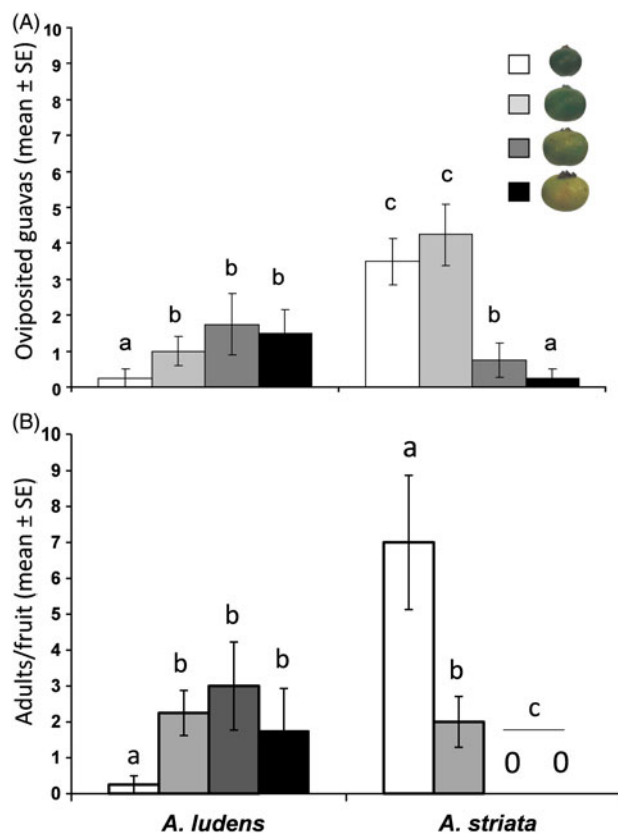 (A)
Oviposited guavas (mean ± SE)
10
9
8
7
6
5
4
3
2
1
0
a
b
b
b
c
c
b
a
(B)
Adults/fruit (mean ± SE)
10
9
8
7
6
5
4
3
2
1
0
a
b
b
b
a
b
c
0 0
A. ludens A. striata